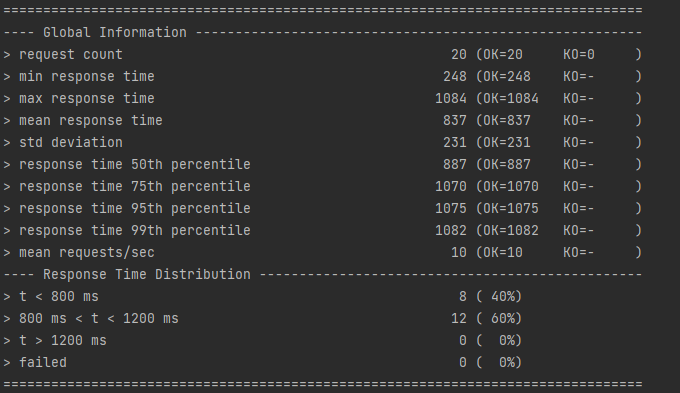 ================================================================================
---- Global Information --------------------------------------------------------
> request count                                         20 (OK=20     KO=0     )
> min response time                                    248 (OK=248    KO=-     )
> max response time                                   1084 (OK=1084   KO=-     )
> mean response time                                   837 (OK=837    KO=-     )
> std deviation                                        231 (OK=231    KO=-     )
> response time 50th percentile                        887 (OK=887    KO=-     )
> response time 75th percentile                       1070 (OK=1070   KO=-     )
> response time 95th percentile                       1075 (OK=1075   KO=-     )
> response time 99th percentile                       1082 (OK=1082   KO=-     )
> mean requests/sec                                     10 (OK=10     KO=-     )
---- Response Time Distribution ------------------------------------------------
> t < 800 ms                                             8 ( 40%)
> 800 ms < t < 1200 ms                                  12 ( 60%)
> t > 1200 ms                                            0 (  0%)
> failed                                                 0 (  0%)
================================================================================